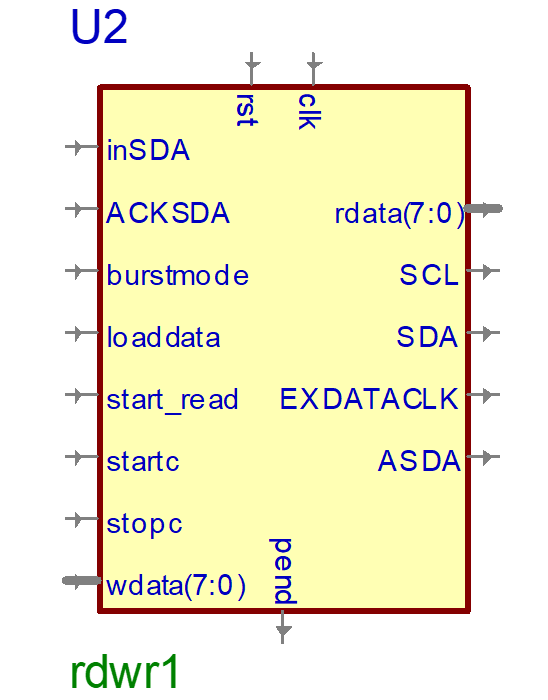 U2
rst
clk
inSDA
ACKSDA
rdata(7:0)
burstmode
SCL
loaddata
SDA
start_read
EXDATACLK
startc
ASDA
stopc
wdata(7:0)
pend
rdwr1